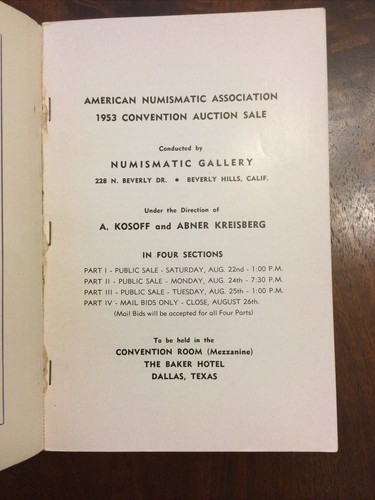 AMERICAN NUMISMATIC ASSOCIATION
1953 CONVENTION AUCTION SALE
Conducted by
NUMISMATIC GALLERY
228 N. BEVERLY DR. • BEVERLY HILLS, CALIF.
Under the Direction of
A. KOSOFF and ABNER KREISBERG
IN FOUR SECTIONS
PART I - PUBLIC SALE - SATURDAY, AUG. 22nd - 1:00 P.M.
PART II - PUBLIC SALE - MONDAY, AUG. 24th - 7:30 P.M.
PART III - PUBLIC SALE - TUESDAY, AUG. 25th - 1:00 P.M.
PART IV - MAIL BIDS ONLY - CLOSE, AUGUST 26th.
(Mail Bids will be accepted for all Four Parts)
To be held in the
CONVENTION ROOM (Mezzanine)
THE BAKER HOTEL
DALLAS, TEXAS